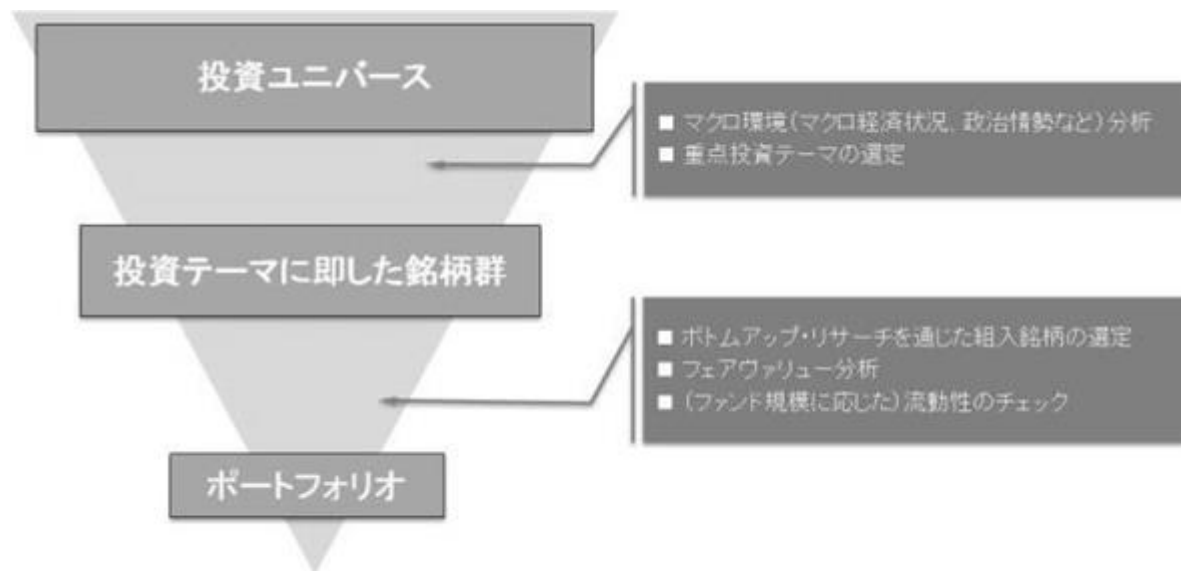 投資ユニバース
■ マクロ環境（マクロ経済状況、政治情勢など）分析
■ 重点投資テーマの選定
投資テーマに即した銘柄群
■ ボトムアップ・リサーチを通じた組入銘柄の選定
■ フェアヴァリュー分析
■ （ファンド規模に応じた）流動性のチェック
ポートフォリオ